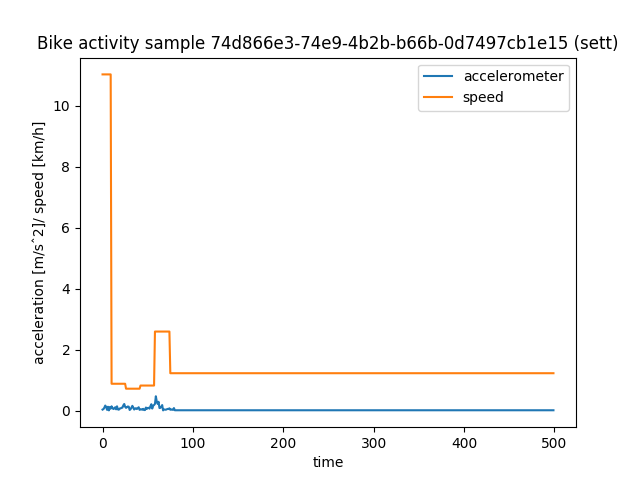 Bike activity sample 74d866e3-74e9-4b2b-b66b-0d7497cb1e15 (sett)
accelerometer
speed
acceleration [m/s^2]/ speed [km/h]
10
8
6
4
2
0
0 100 200 300 400 500
time